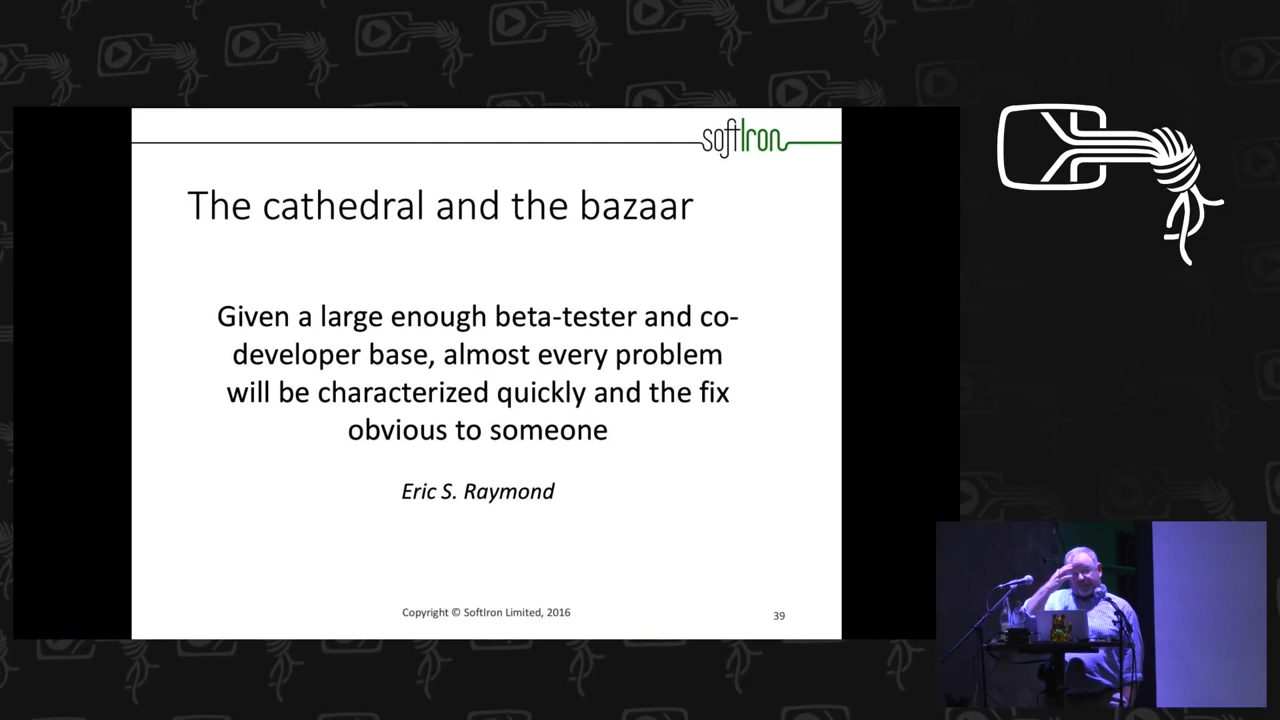 softIron
The cathedral and the bazaar
Given a large enough beta-tester and co-
developer base, almost every problem
will be characterized quickly and the fix
obvious to someone
Eric S. Raymond
Copyright © SoftIron Limited, 2016
39